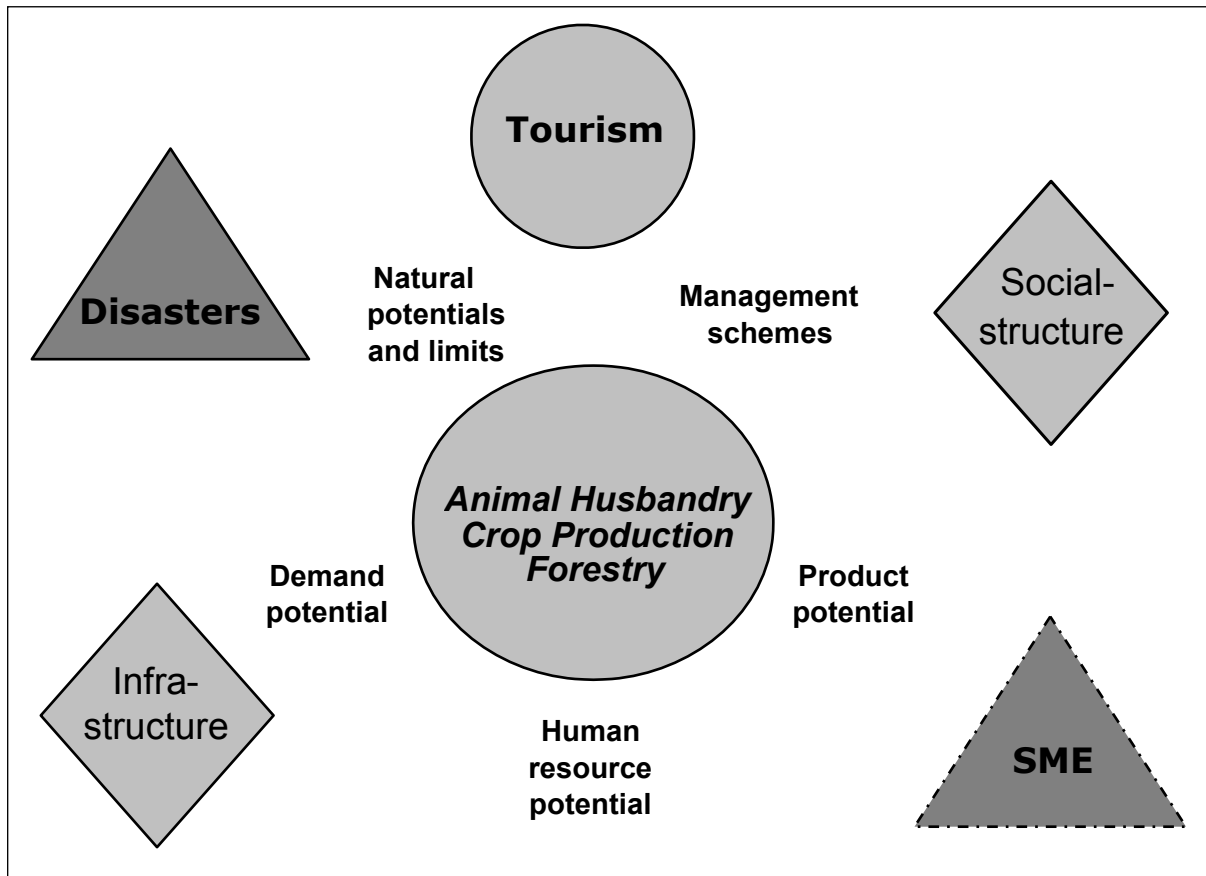 Tourism
Disasters
Natural
potentials
and limits
Management
schemes
Social-
structure
Animal Husbandry
Crop Production
Forestry
Demand
potential
Product
potential
Infra-
structure
Human
resource
potential
SME